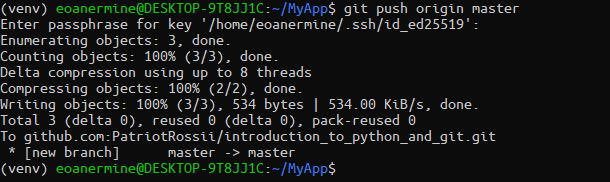 (venv) eoanermine@DESKTOP-9T8JJ1C:~/MyApp$ git push origin master
Enter passphrase for key '/home/eoanermine/.ssh/id_ed25519':
Enumerating objects: 3, done.
Counting objects: 100% (3/3), done.
Delta compression using up to 8 threads
Compressing objects: 100% (2/2), done.
Writing objects: 100% (3/3), 534 bytes | 534.00 KiB/s, done.
Total 3 (delta 0), reused 0 (delta 0), pack-reused 0
To github.com:PatriotRossii/introduction_to_python_and_git.git
 * [new branch]      master -> master
(venv) eoanermine@DESKTOP-9T8JJ1C:~/MyApp$